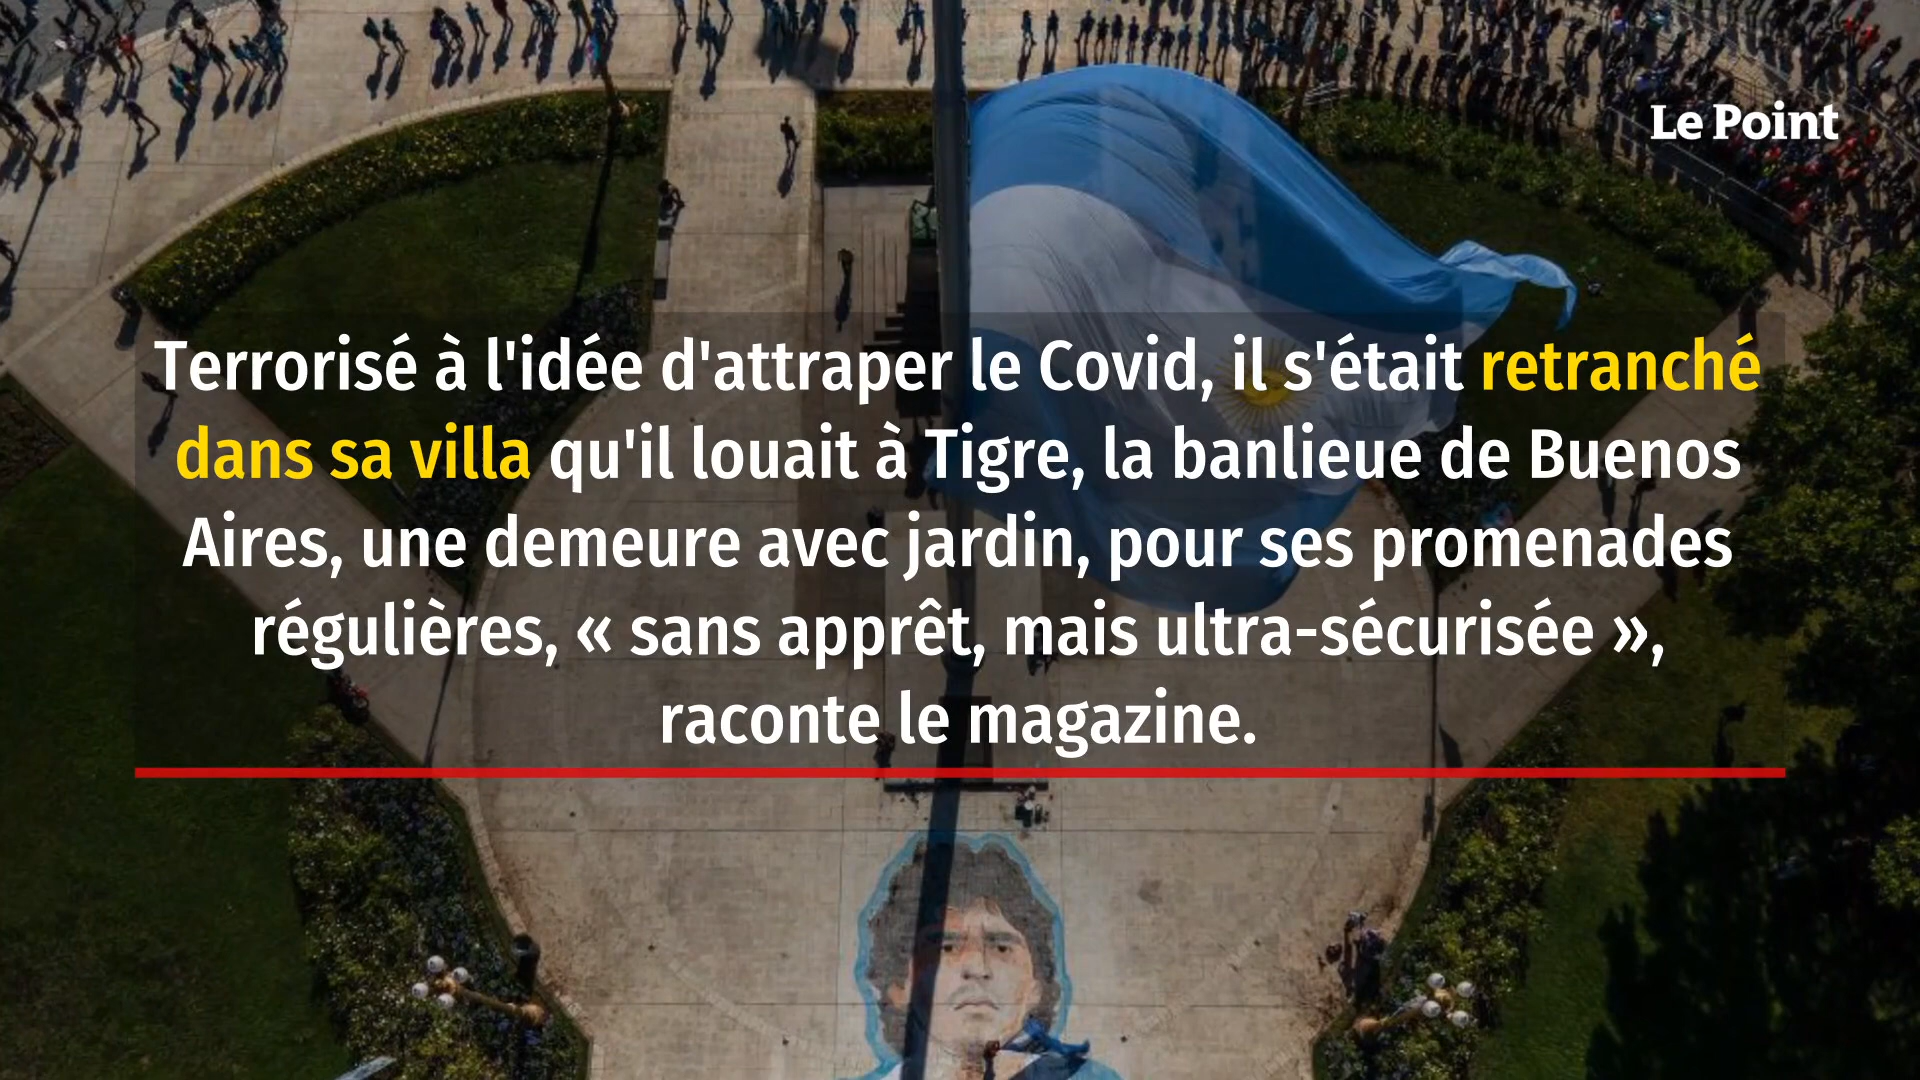 Le Point
Terrorisé à l'idée d'attraper le Covid, il s'était retranché
dans sa villa qu'il louait à Tigre, la banlieue de Buenos
Aires, une demeure avec jardin, pour ses promenades
régulières, « sans apprêt, mais ultra-sécurisée »,
raconte le magazine.